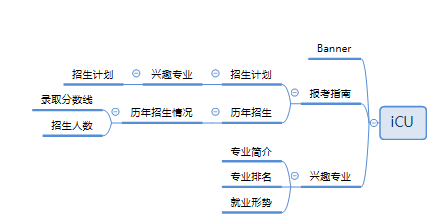 Banner
招生计划 兴趣专业 招生计划
录取分数线
报考指南
历年招生情况 历年招生
iCU
招生人数
专业简介
专业排名 兴趣专业
就业形势